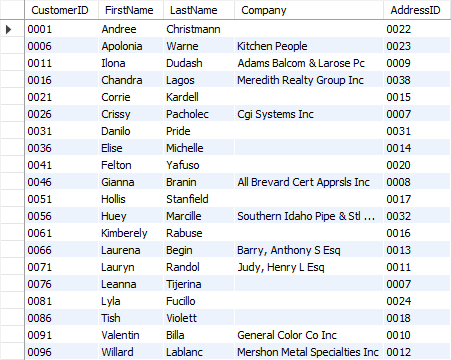 CustomerID FirstName LastName Company AddressID
0001 Andree Christmann 0022
0006 Apolonia Warne Kitchen People 0023
0011 Ilona Dudash Adams Balcom & Larose Pc 0009
0016 Chandra Lagos Meredith Realty Group Inc 0038
0021 Corrie Kardell 0015
0026 Crissy Pacholec Cgi Systems Inc 0007
0031 Danilo Pride 0031
0036 Elise Michelle 0014
0041 Felton Yafuso 0020
0046 Gianna Branin All Brevard Cert Apprsls Inc 0008
0051 Hollis Stanfield 0017
0056 Huey Marcille Southern Idaho Pipe & Stl ... 0032
0061 Kimberely Rabuse 0016
0066 Laurena Begin Barry, Anthony S Esq 0013
0071 Lauryn Randol Judy, Henry L Esq 0011
0076 Leanna Tijerina 0007
0081 Lyla Fucillo 0024
0086 Tish Violett 0018
0091 Valentin Billa General Color Co Inc 0010
0096 Willard Lablanc Mershon Metal Specialties Inc 0012